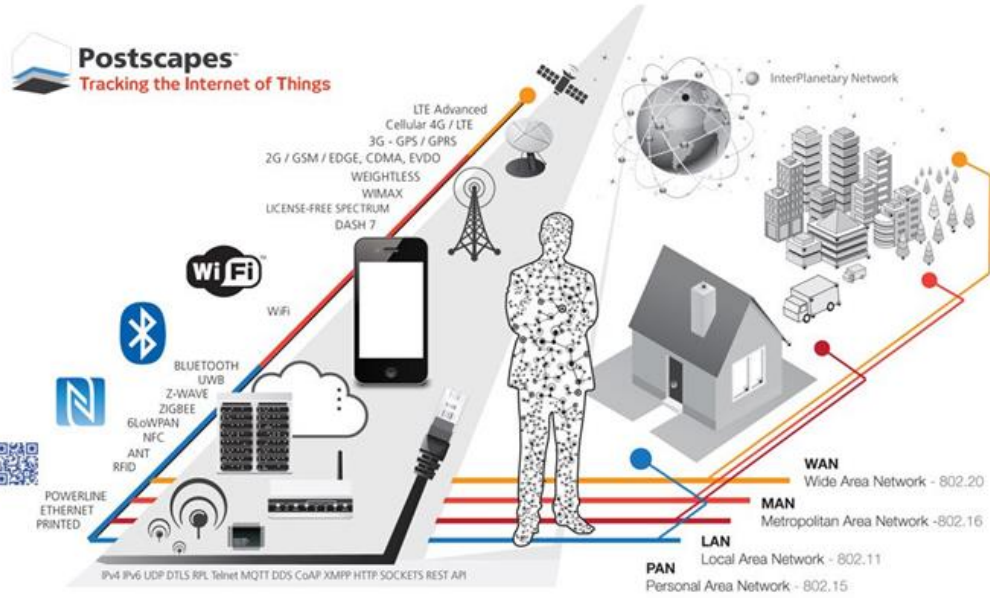 Postscapes™
Tracking the Internet of Things
InterPlanetary Network
LTE Advanced
Cellular 4G / LTE
3G - GPS / GPRS
2G / GSM / EDGE, CDMA, EVDO
WEIGHTLESS
WIMAX
LICENSE-FREE SPECTRUM
DASH 7
WiFi™
WiFi
BLUETOOTH
UWB
Z-WAVE
ZIGBEE
6LoWPAN
NFC
ANT
RFID
POWERLINE
ETHERNET
PRINTED
WAN
Wide Area Network - 802.20
MAN
Metropolitan Area Network -802.16
LAN
Local Area Network - 802.11
PAN
Personal Area Network - 802.15
IPv4 IPv6 UDP DTLS RPL Telnet MQTT DDS CoAP XMPP HTTP SOCKETS REST API